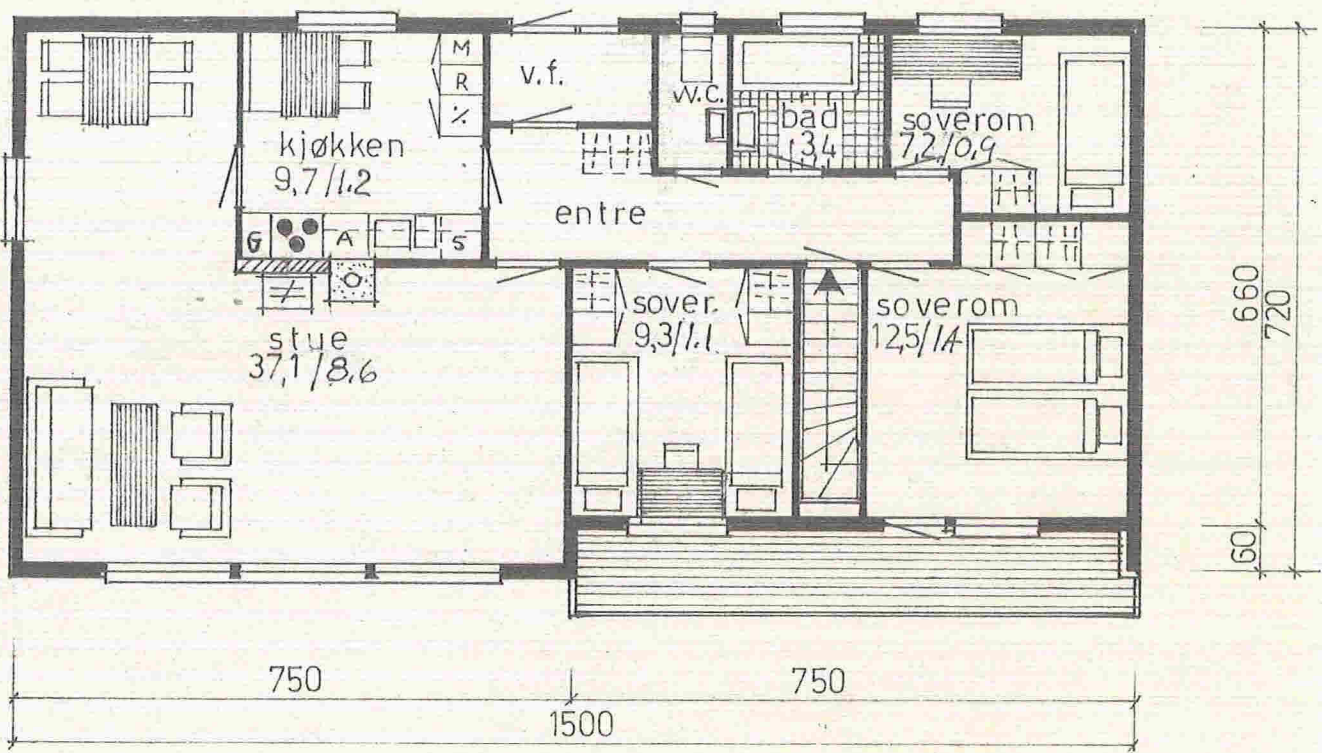 M
R
v.f.
W.C.
bad
3,4
soverom
7,2/0,9
kjøkken
9,7/1.2
entre
G
A
S
sover.
9,3/1.1
soverom
12,5/1.4
stue
37,1/8.6
660
720
60
750
750
1500